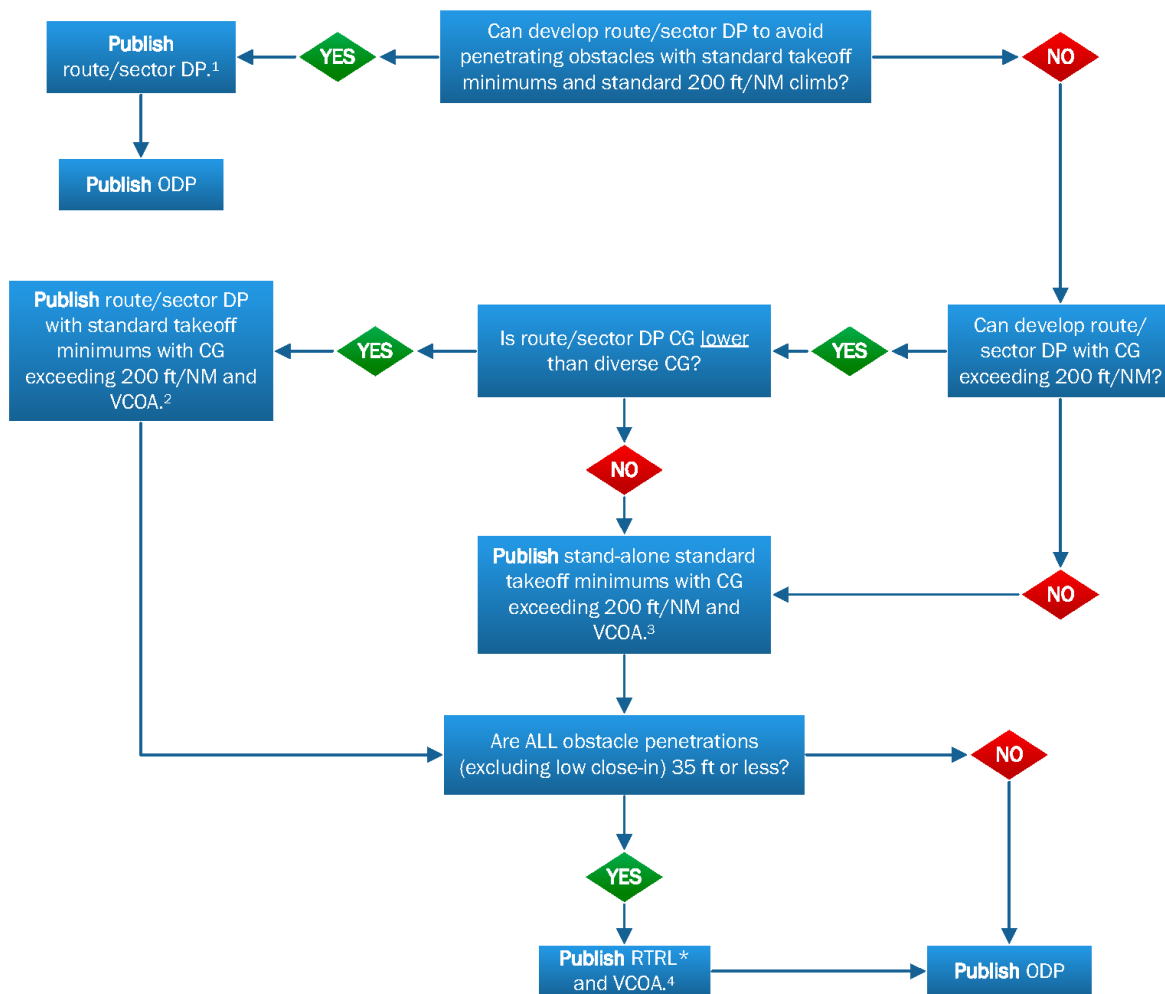 Can develop route/sector DP to avoid
penetrating obstacles with standard takeoff
minimums and standard 200 ft/NM climb?
YES
NO
Publish
route/sector DP.¹
Publish ODP
Publish route/sector DP
with standard takeoff
minimums with CG
exceeding 200 ft/NM and
VCOA.²
YES
Is route/sector DP CG lower
than diverse CG?
YES
Can develop route/
sector DP with CG
exceeding 200 ft/NM?
NO
Publish stand-alone standard
takeoff minimums with CG
exceeding 200 ft/NM and
VCOA.³
NO
Are ALL obstacle penetrations
(excluding low close-in) 35 ft or less?
NO
YES
Publish RTRL*
and VCOA.⁴
Publish ODP